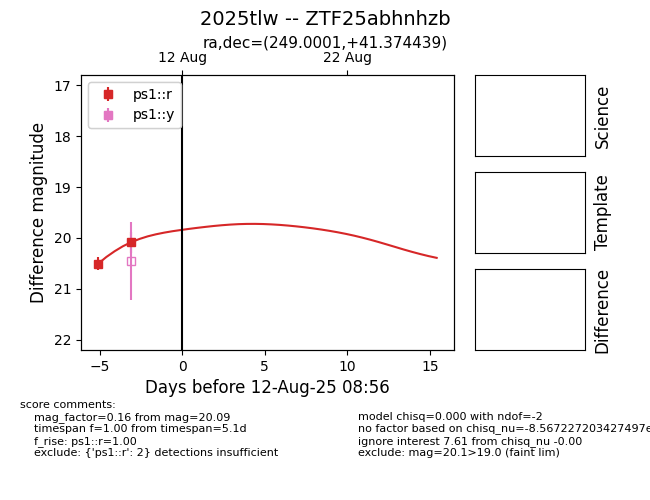 2025tlw -- ZTF25abhnhzb
ra,dec=(249.0001,+41.374439)
12 Aug
22 Aug
ps1::r
ps1::y
17
18
19
20
21
22
Difference magnitude
−5
0
5
10
15
Days before 12-Aug-25 08:56
Science
Template
Difference
score comments:
mag_factor=0.16 from mag=20.09
timespan f=1.00 from timespan=5.1d
f_rise: ps1::r=1.00
exclude: {'ps1::r': 2} detections insufficient
model chisq=0.000 with ndof=-2
no factor based on chisq_nu=-8.567227203427497e
ignore interest 7.61 from chisq_nu -0.00
exclude: mag=20.1>19.0 (faint lim)